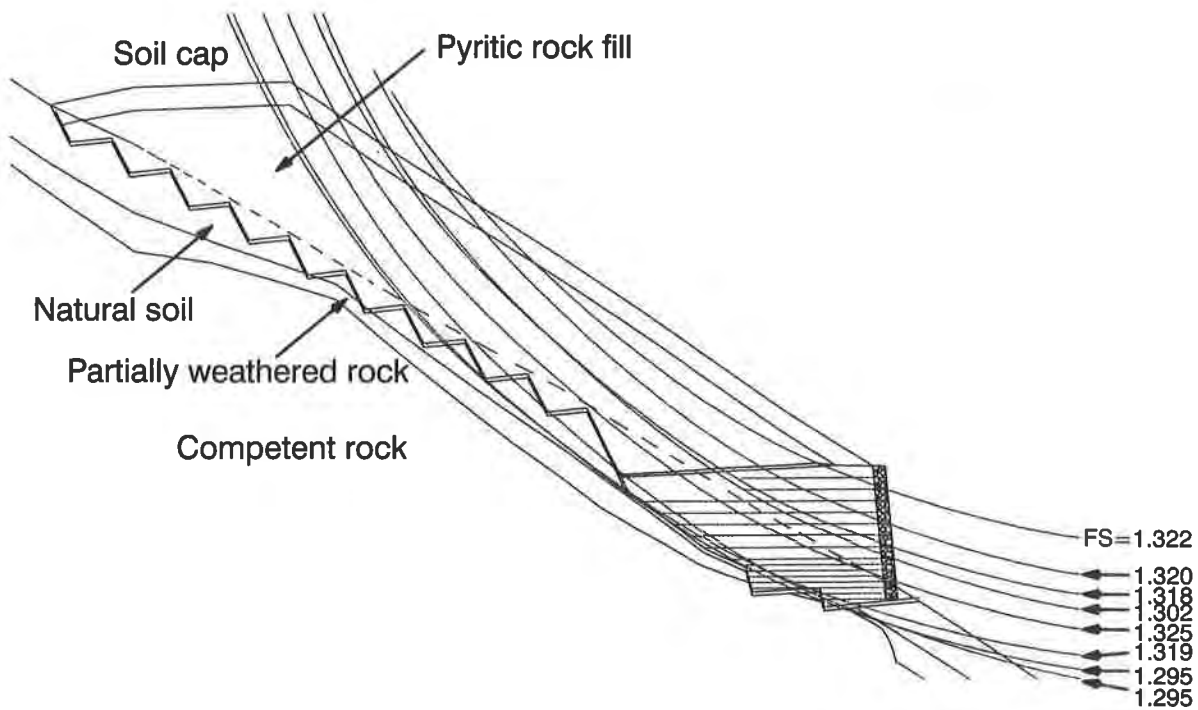 Soil cap
Pyritic rock fill
Natural soil
Partially weathered rock
Competent rock
FS=1.322
1.320
1.318
1.302
1.325
1.319
1.295
1.295